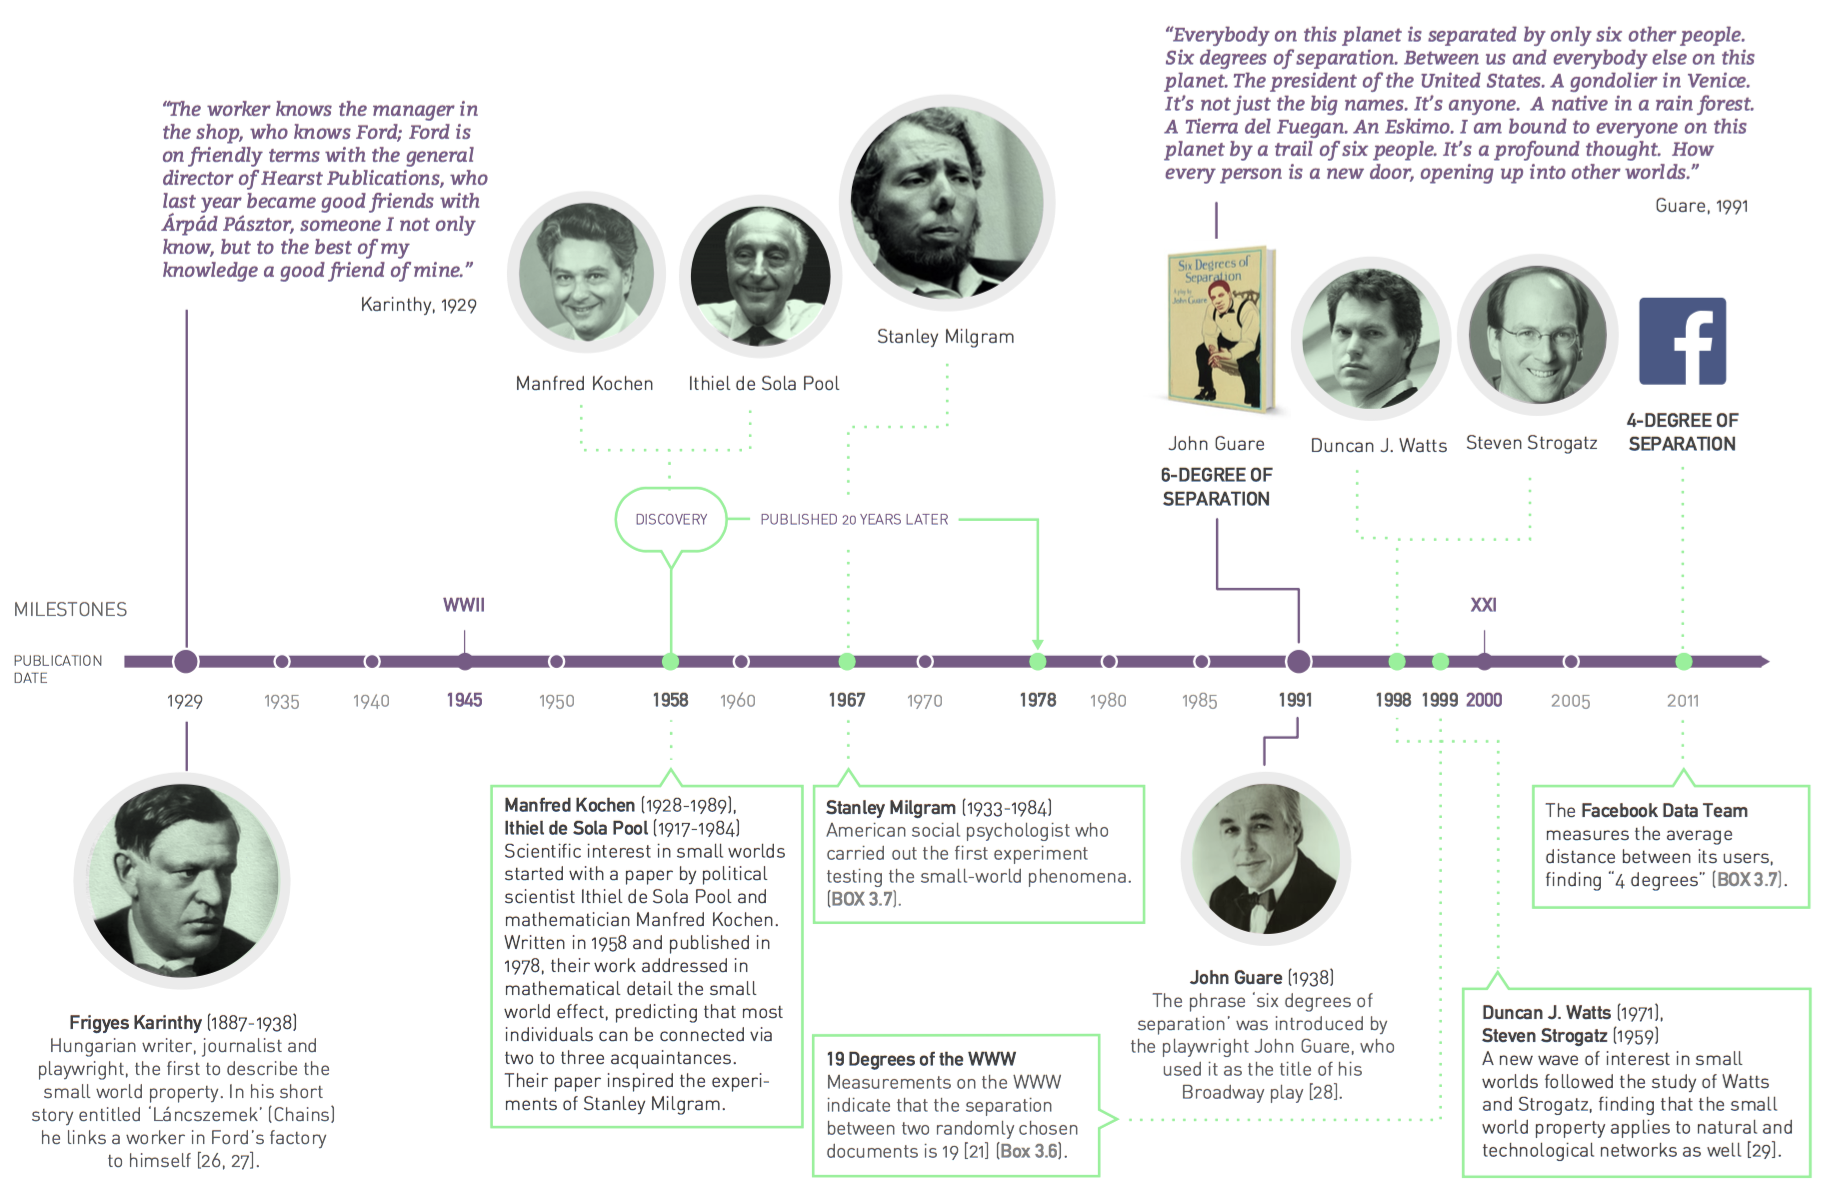 “Everybody on this planet is separated by only six other people.
Six degrees of separation. Between us and everybody else on this
planet. The president of the United States. A gondolier in Venice.
It’s not just the big names. It’s anyone. A native in a rain forest.
A Tierra del Fuegan. An Eskimo. I am bound to everyone on this
planet by a trail of six people. It’s a profound thought. How
every person is a new door, opening up into other worlds.”
Guare, 1991
“The worker knows the manager in
the shop, who knows Ford; Ford is
on friendly terms with the general
director of Hearst Publications, who
last year became good friends with
Árpád Pásztor, someone I not only
know, but to the best of my
knowledge a good friend of mine.”
Karinthy, 1929
Manfred Kochen
Ithiel de Sola Pool
Stanley Milgram
Six Degrees of
Separation
A play by
John Guare
John Guare
6-DEGREE OF
SEPARATION
Duncan J. Watts
Steven Strogatz
f
4-DEGREE OF
SEPARATION
DISCOVERY
PUBLISHED 20 YEARS LATER
MILESTONES
WWII
XXI
PUBLICATION
DATE
1929
1935
1940
1945
1950
1958
1960
1967
1970
1978
1980
1985
1991
1998
1999
2000
2005
2011
Frigyes Karinthy (1887-1938)
Hungarian writer, journalist and
playwright, the first to describe the
small world property. In his short
story entitled ‘Láncszemek’ (Chains)
he links a worker in Ford’s factory
to himself [26, 27].
Manfred Kochen (1928-1989),
Ithiel de Sola Pool (1917-1984)
Scientific interest in small worlds
started with a paper by political
scientist Ithiel de Sola Pool and
mathematician Manfred Kochen.
Written in 1958 and published in
1978, their work addressed in
mathematical detail the small
world effect, predicting that most
individuals can be connected via
two to three acquaintances.
Their paper inspired the experi-
ments of Stanley Milgram.
Stanley Milgram (1933-1984)
American social psychologist who
carried out the first experiment
testing the small-world phenomena.
(BOX 3.7).
19 Degrees of the WWW
Measurements on the WWW
indicate that the separation
between two randomly chosen
documents is 19 [21] (Box 3.6).
John Guare (1938)
The phrase ‘six degrees of
separation’ was introduced by
the playwright John Guare, who
used it as the title of his
Broadway play [28].
The Facebook Data Team
measures the average
distance between its users,
finding “4 degrees” (BOX 3.7).
Duncan J. Watts (1971),
Steven Strogatz (1959)
A new wave of interest in small
worlds followed the study of Watts
and Strogatz, finding that the small
world property applies to natural and
technological networks as well [29].